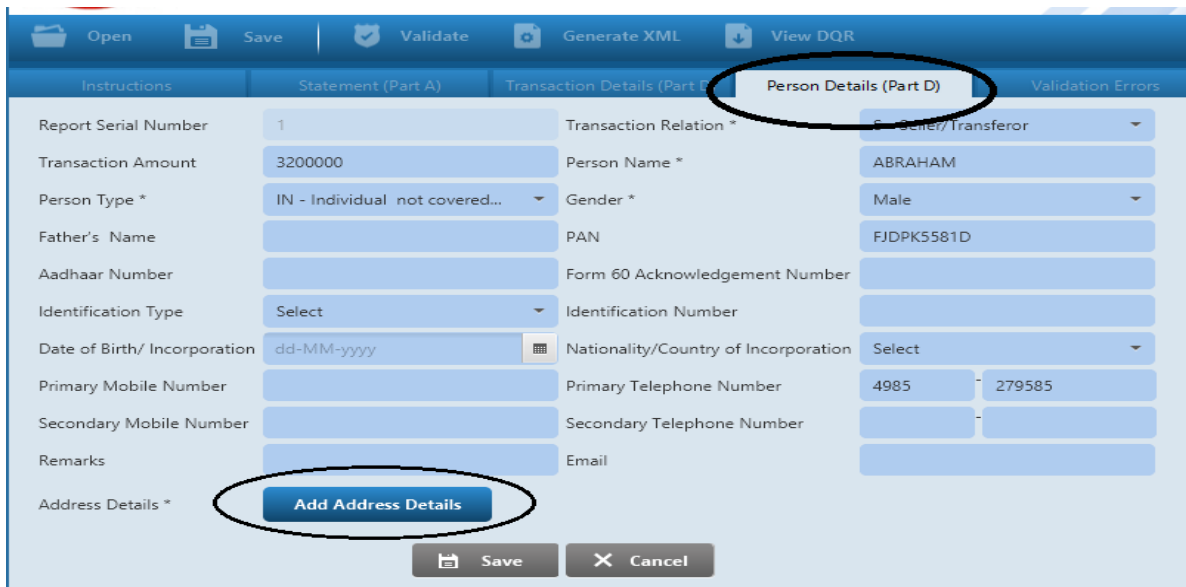 Open Save Validate Generate XML View DQR
Instructions Statement (Part A) Transaction Details (Part Person Details (Part D) Validation Errors
Report Serial Number 1 Transaction Relation * S - Seller/Transferor
Transaction Amount 3200000 Person Name * ABRAHAM
Person Type * IN - Individual not covered... Gender * Male
Father's Name PAN FJDPK5581D
Aadhaar Number Form 60 Acknowledgement Number
Identification Type Select Identification Number
Date of Birth/ Incorporation dd-MM-yyyy Nationality/Country of Incorporation Select
Primary Mobile Number Primary Telephone Number 4985 - 279585
Secondary Mobile Number Secondary Telephone Number -
Remarks Email
Address Details * Add Address Details
Save Cancel